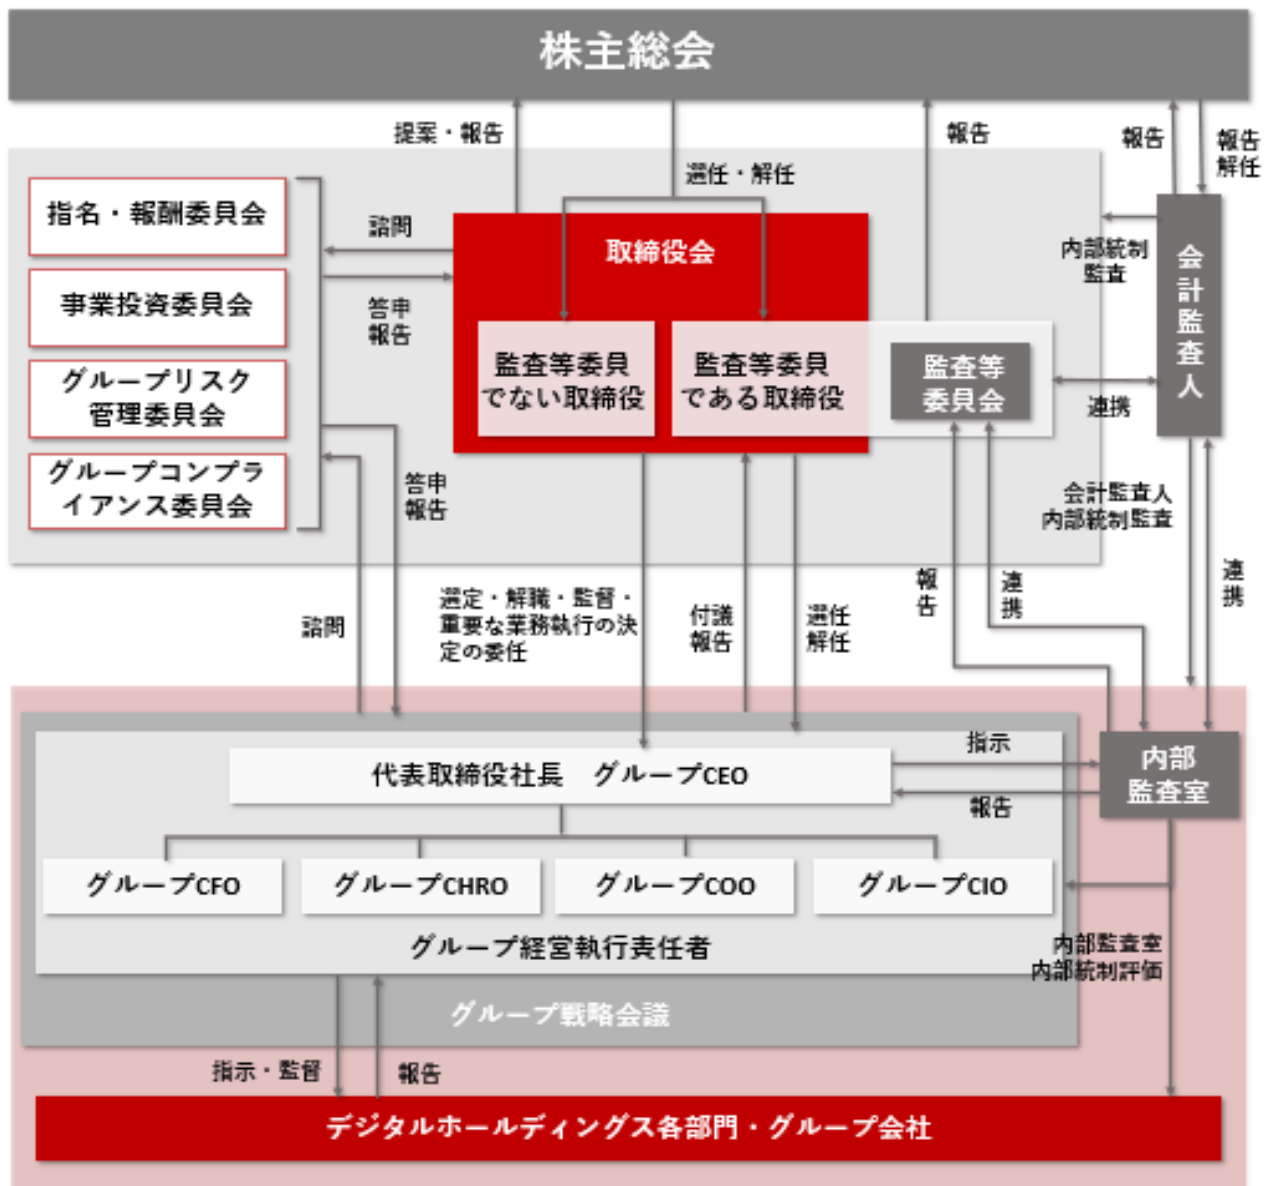 株主総会
提案・報告
選任・解任
報告
報告
報告
解任
指名・報酬委員会
事業投資委員会
グループリスク
管理委員会
グループコンプラ
イアンス委員会
諮問
答申
報告
取締役会
監査等委員
でない取締役
監査等委員
である取締役
監査等
委員会
内部統制
監査
会計監査人
連携
答申
報告
会計監査人
内部統制監査
諮問
選定・解職・監督・
重要な業務執行の決
定の委任
付議
報告
選任
解任
報告
連携
連携
代表取締役社長　グループCEO
指示
報告
内部
監査室
グループCFO
グループCHRO
グループCOO
グループCIO
グループ経営執行責任者
内部監査室
内部統制評価
グループ戦略会議
指示・監督
報告
デジタルホールディングス各部門・グループ会社